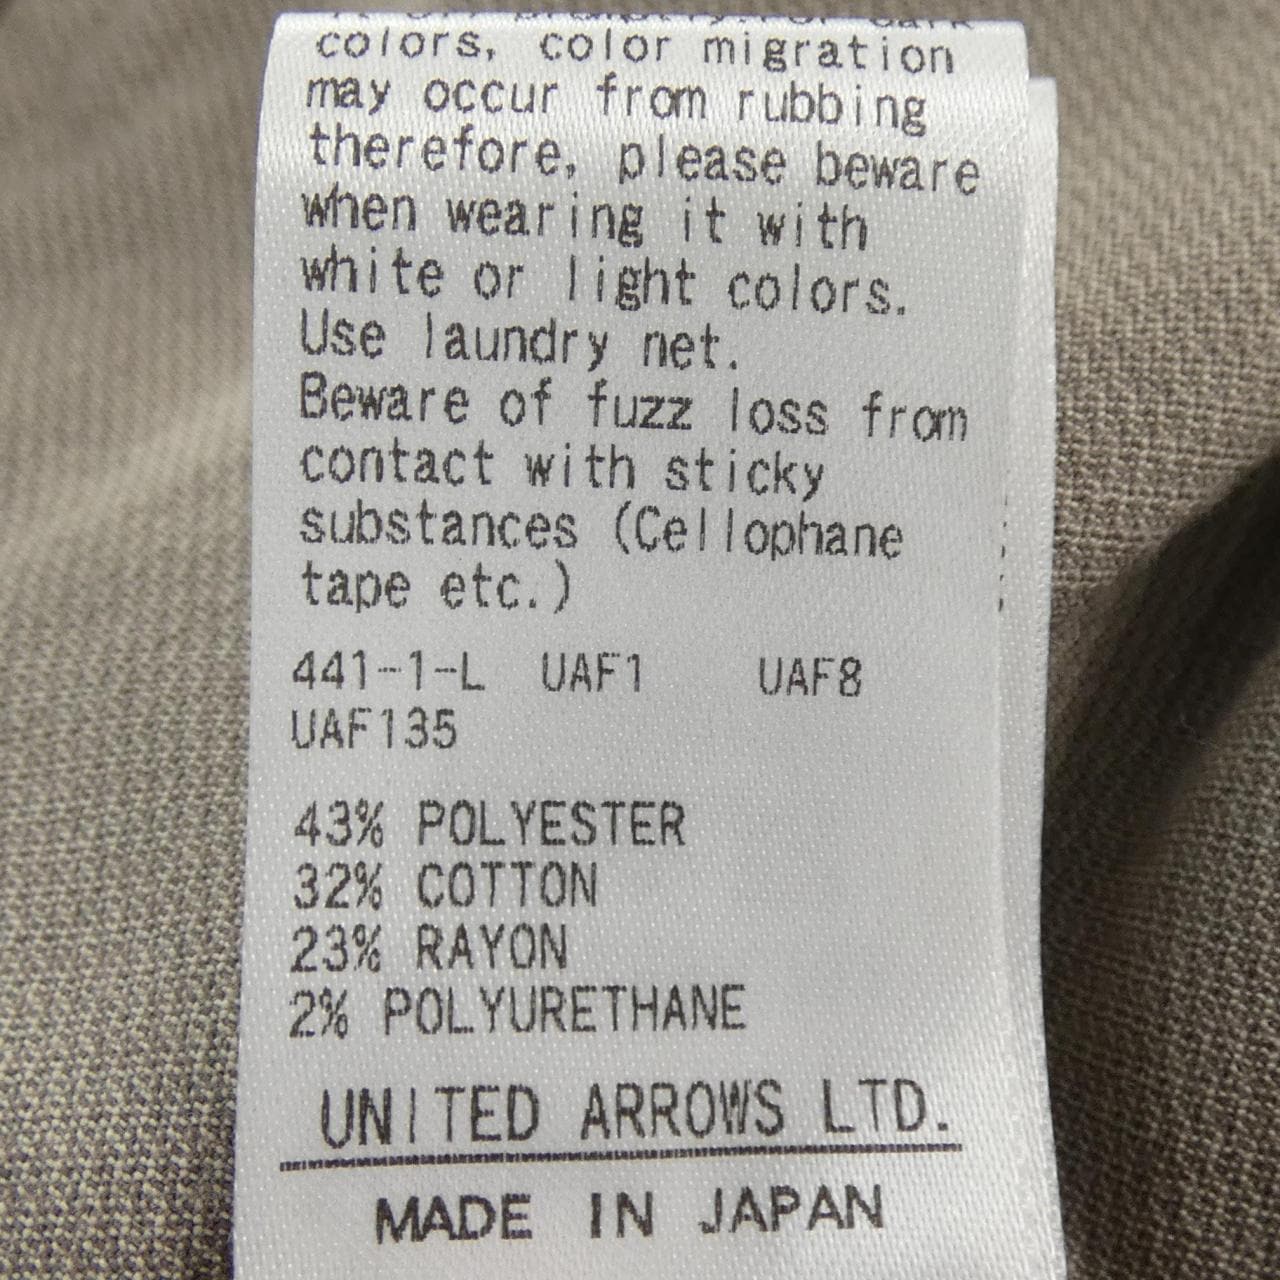 colors, color migration
may occur from rubbing
therefore, please beware
when wearing it with
white or light colors.
Use laundry net.
Beware of fuzz loss from
contact with sticky
substances (Cellophane
tape etc.)
441-1-L UAF1 UAF8
UAF135
43% POLYESTER
32% COTTON
23% RAYON
2% POLYURETHANE
UNITED ARROWS LTD.
MADE IN JAPAN